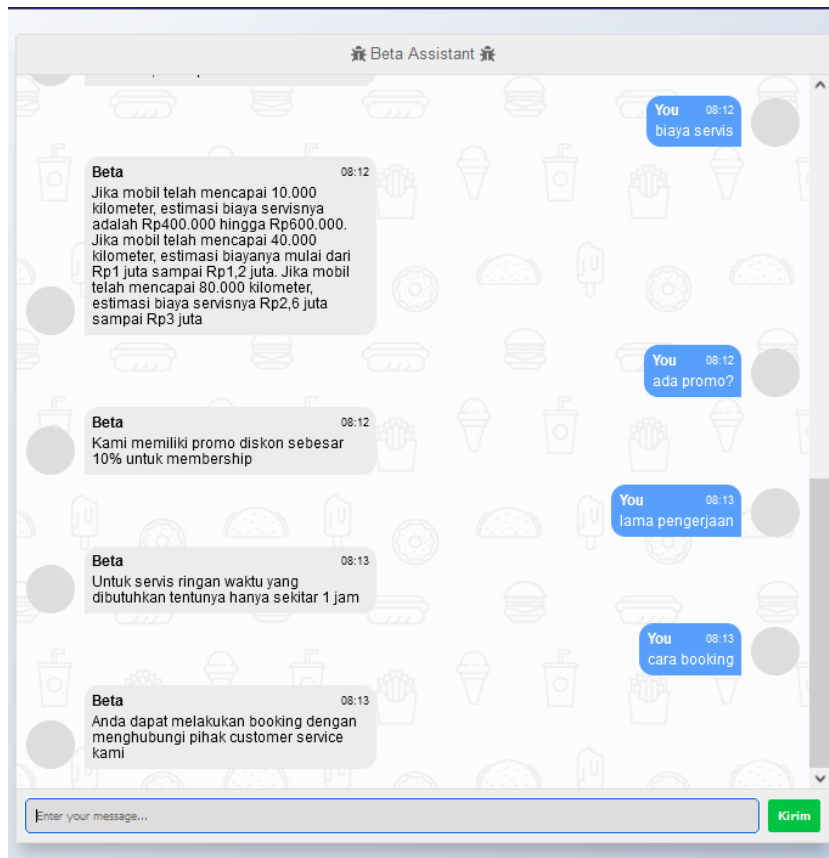 Beta Assistant
You 08:12
biaya servis
Beta 08:12
Jika mobil telah mencapai 10.000
kilometer, estimasi biaya servisnya
adalah Rp400.000 hingga Rp600.000.
Jika mobil telah mencapai 40.000
kilometer, estimasi biayanya mulai dari
Rp1 juta sampai Rp1,2 juta. Jika mobil
telah mencapai 80.000 kilometer,
estimasi biaya servisnya Rp2,6 juta
sampai Rp3 juta
You 08:12
ada promo?
Beta 08:12
Kami memiliki promo diskon sebesar
10% untuk membership
You 08:13
lama pengerjaan
Beta 08:13
Untuk servis ringan waktu yang
dibutuhkan tentunya hanya sekitar 1 jam
You 08:13
cara booking
Beta 08:13
Anda dapat melakukan booking dengan
menghubungi pihak customer service
kami
Enter your message...
Kirim